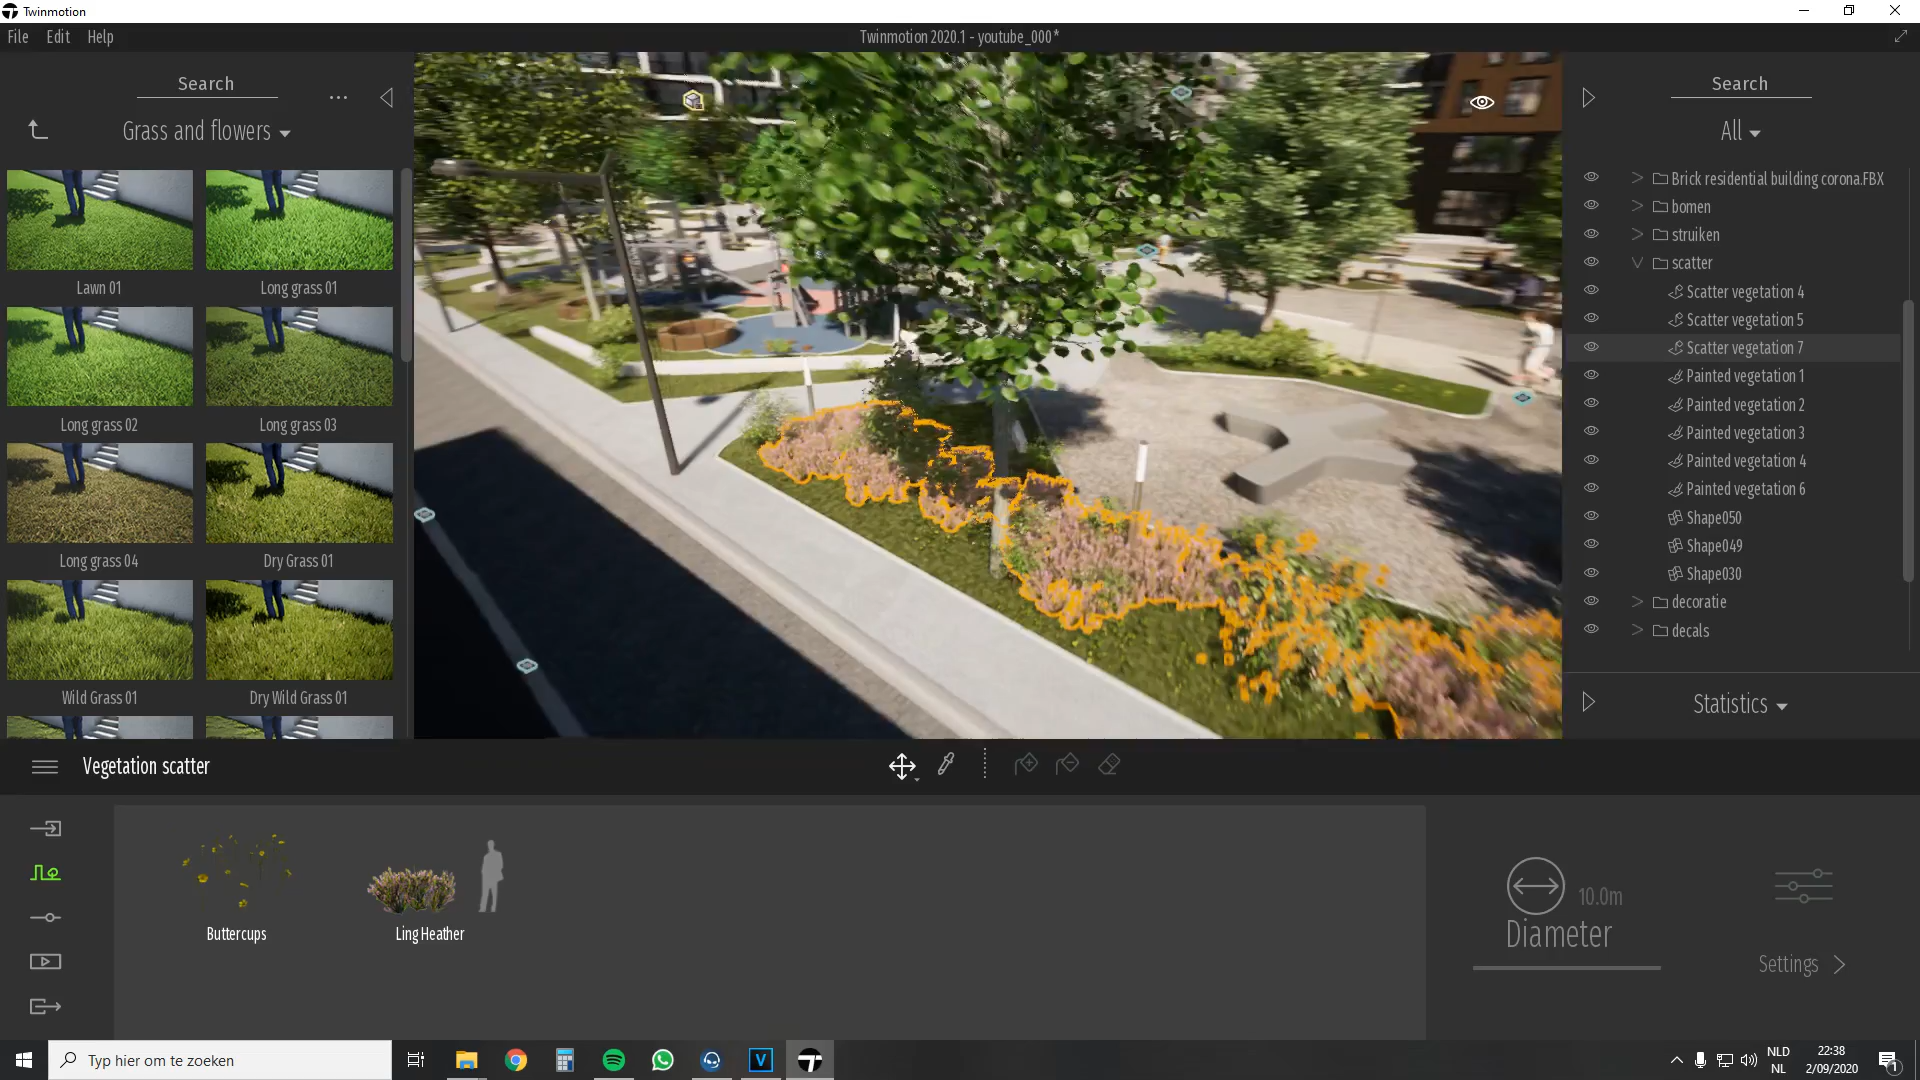 Twinmotion
File Edit Help
Twinmotion 2020.1 - youtube_000*
Search
...
Grass and flowers
Lawn 01
Long grass 01
Long grass 02
Long grass 03
Long grass 04
Dry Grass 01
Wild Grass 01
Dry Wild Grass 01
Search
All
Brick residential building corona.FBX
bomen
struiken
scatter
Scatter vegetation 4
Scatter vegetation 5
Scatter vegetation 7
Painted vegetation 1
Painted vegetation 2
Painted vegetation 3
Painted vegetation 4
Painted vegetation 6
Shape050
Shape049
Shape030
decoratie
decals
Statistics
Vegetation scatter
Buttercups
Ling Heather
10.0m
Diameter
Settings
Typ hier om te zoeken
V
NLD
NL
22:38
2/09/2020
1